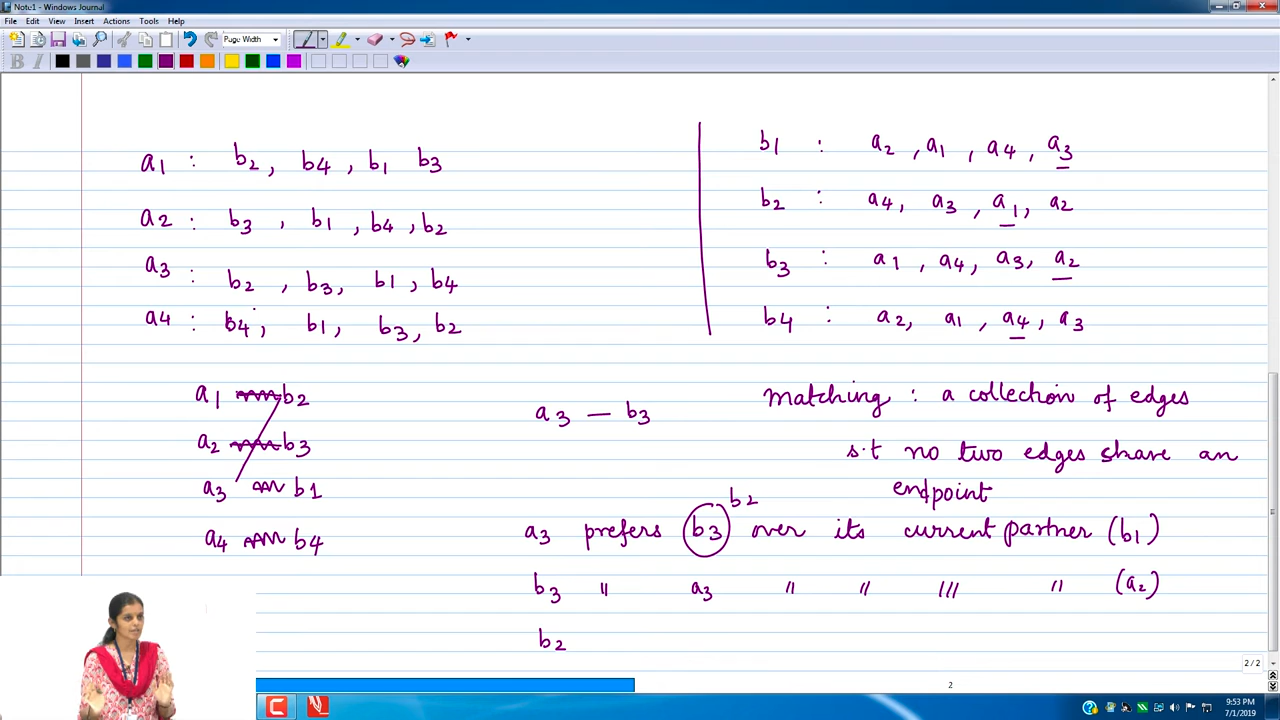 Note1 - Windows Journal
File Edit View Insert Actions Tools Help
Page Width
B I
a1 : b2, b4, b1 b3
a2 : b3, b1, b4, b2
a3 : b2, b3, b1, b4
a4 : b4, b1, b3, b2
b1 : a2, a1, a4, a3
b2 : a4, a3, a1, a2
b3 : a1, a4, a3, a2
b4 : a2, a1, a4, a3
a1 b2
a2 b3
a3 b1
a4 b4
a3 — b3
matching : a collection of edges
s.t no two edges share an
endpoint
b2
a3 prefers b3 over its current partner (b1)
b3 " a3 " " " " (a2)
b2
2/2
2
9:53 PM
7/1/2019